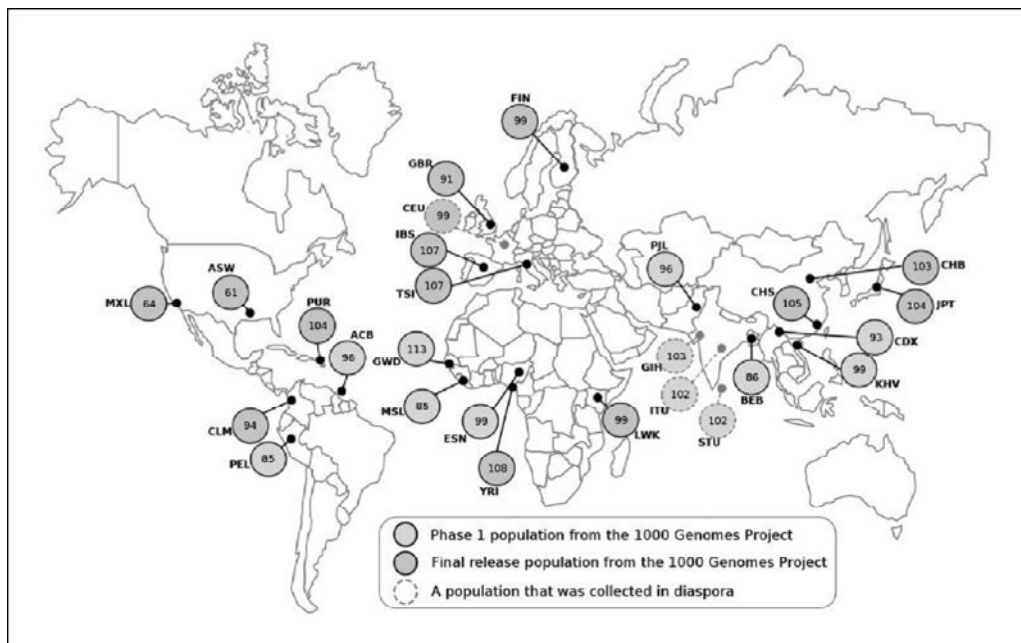 FIN
99
GBR
91
CEU
99
IBS
107
TSI
107
PJL
96
CHB
103
CHS
105
JPT
104
MXL
64
ASW
61
PUR
104
ACB
96
GWD
113
MSL
85
ESN
99
YRI
108
LWK
99
GIH
103
ITU
102
STU
102
BEB
86
CDX
93
KHV
99
CLM
94
PEL
85
Phase 1 population from the 1000 Genomes Project
Final release population from the 1000 Genomes Project
A population that was collected in diaspora